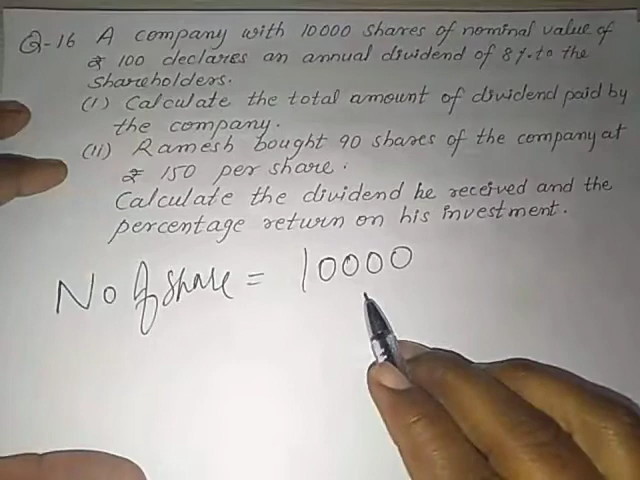 Q-16 A company with 10000 shares of nominal value of
₹ 100 declares an annual dividend of 8%. to the
shareholders.
(I) Calculate the total amount of dividend paid by
the company.
(II) Ramesh bought 90 shares of the company at
₹ 150 per share.
Calculate the dividend he received and the
percentage return on his investment.
No of share = 10000